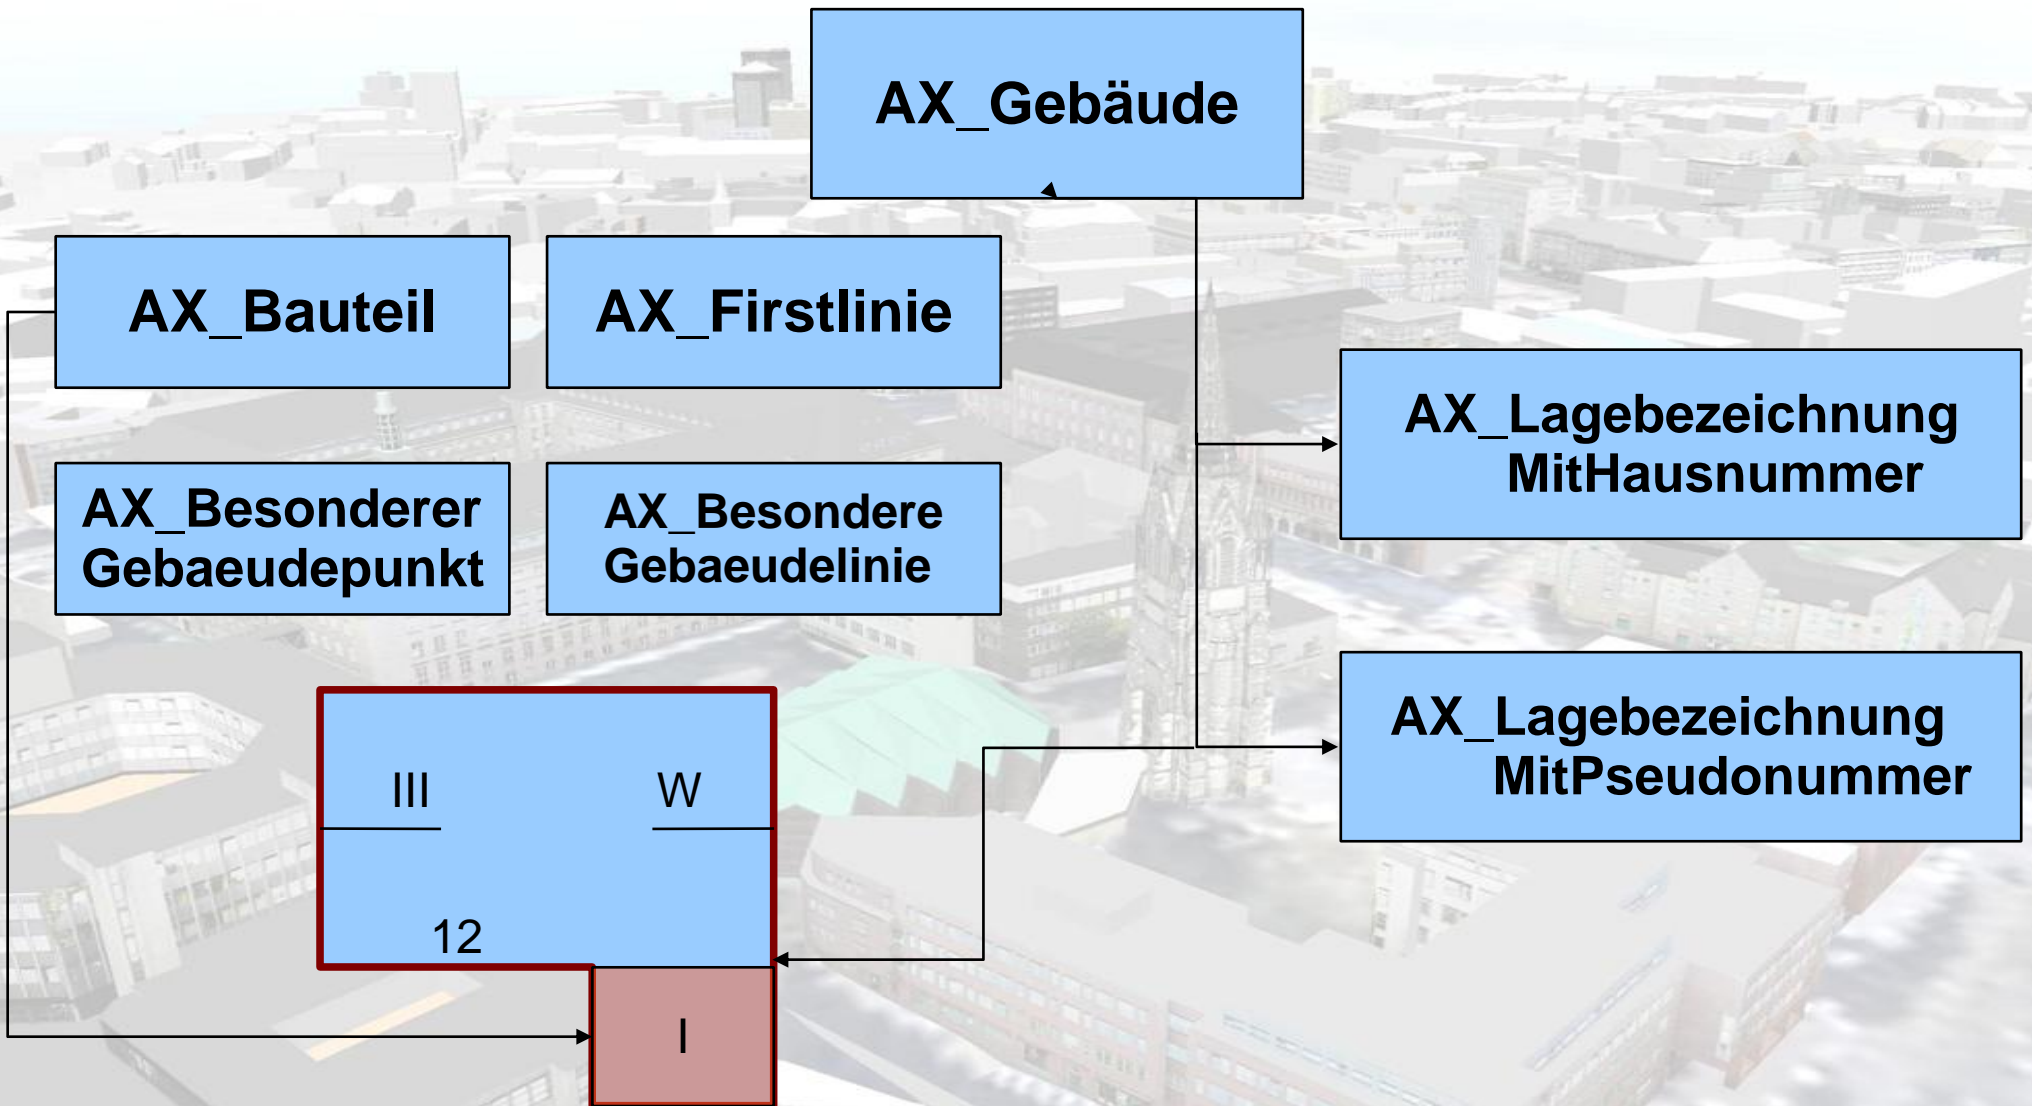 AX_Gebäude
AX_Bauteil
AX_Firstlinie
AX_Lagebezeichnung
MitHausnummer
AX_Besonderer
Gebaeudepunkt
AX_Besondere
Gebaeudelinie
AX_Lagebezeichnung
MitPseudonummer
III
W
12
I